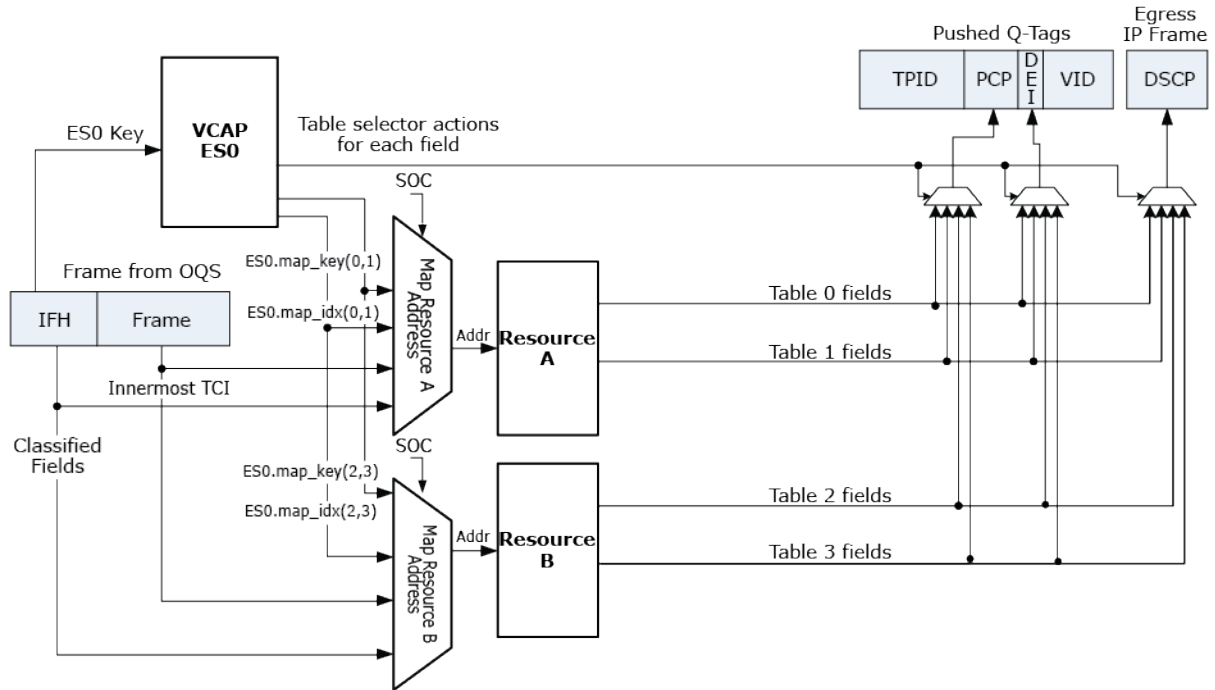 Egress
IP Frame
Pushed Q-Tags
TPID
PCP
DEI
VID
DSCP
ES0 Key
VCAP
ES0
Table selector actions
for each field
SOC
Frame from OQS
IFH
Frame
ES0.map_key(0,1)
ES0.map_idx(0,1)
Map Resource A
Address
Addr
Resource
A
Table 0 fields
Table 1 fields
Innermost TCI
Classified
Fields
SOC
ES0.map_key(2,3)
ES0.map_idx(2,3)
Map Resource B
Address
Addr
Resource
B
Table 2 fields
Table 3 fields